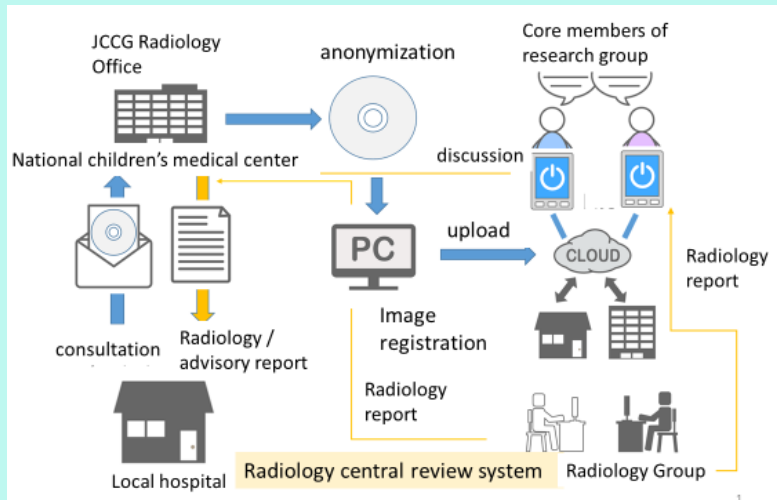 JCCG Radiology
Office
anonymization
Core members of
research group
National children's medical center
discussion
PC
upload
CLOUD
Radiology
report
consultation
Radiology /
advisory report
Image
registration
Radiology
report
Local hospital
Radiology central review system
Radiology Group
1